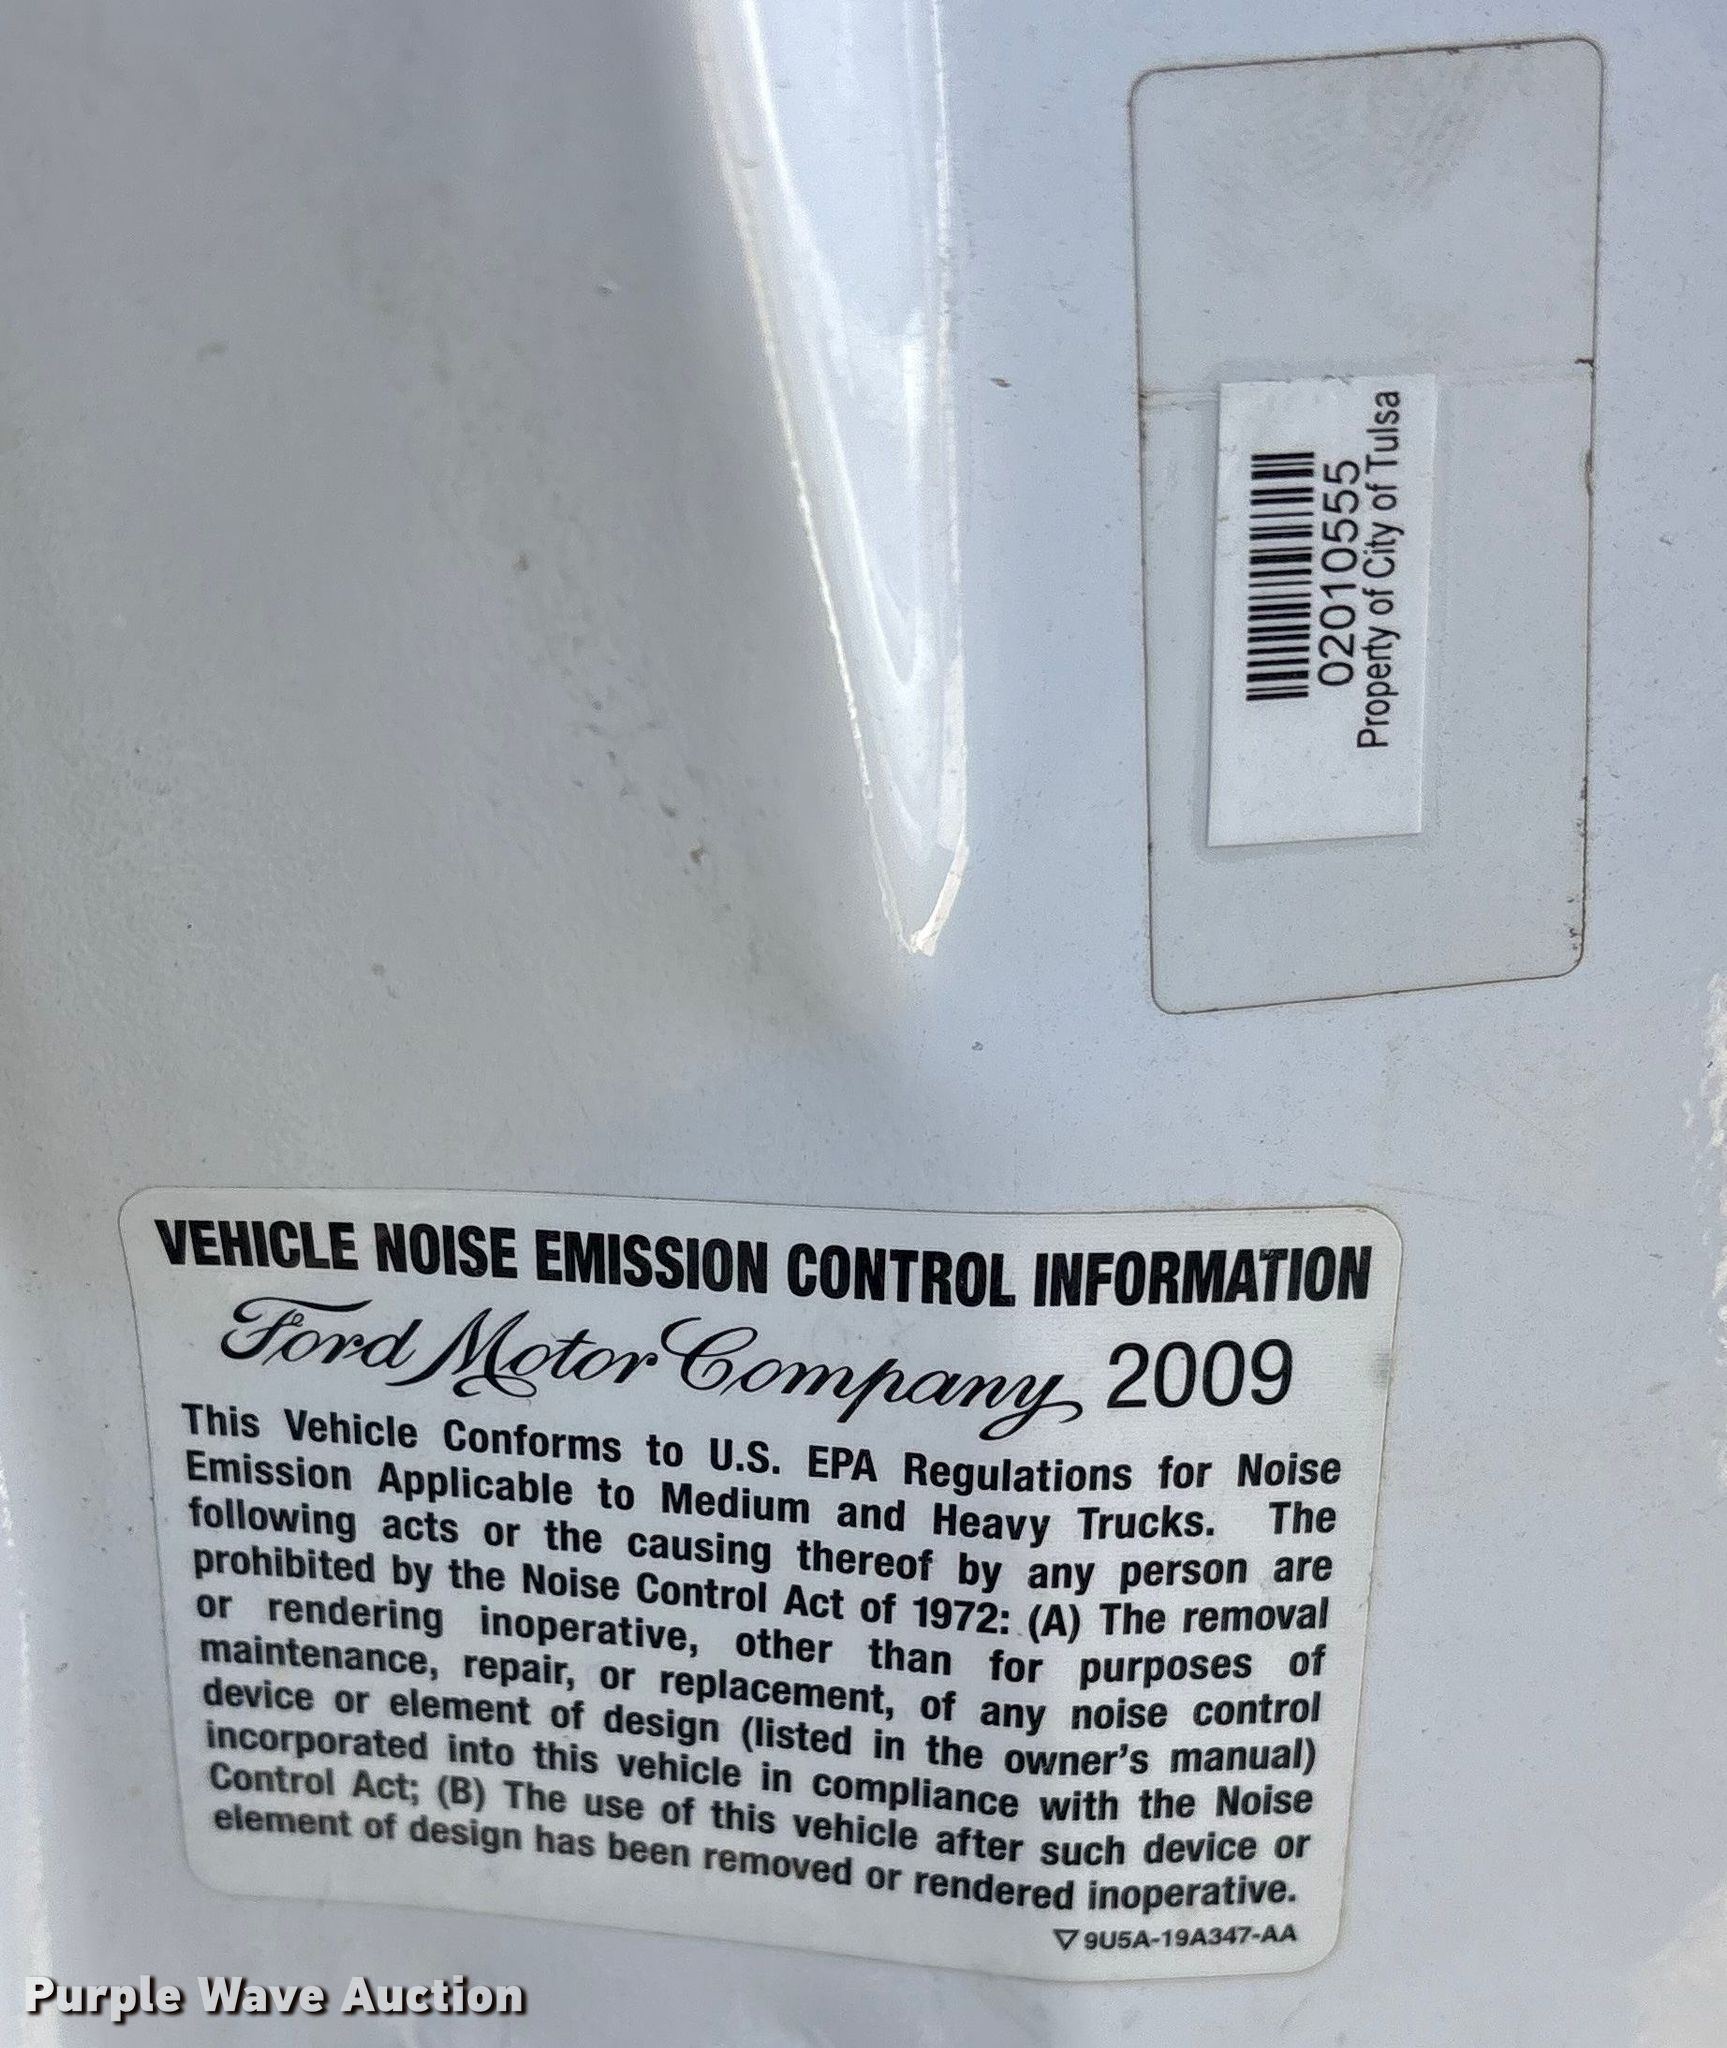 02010555
Property of City of Tulsa
VEHICLE NOISE EMISSION CONTROL INFORMATION
Ford Motor Company 2009
This Vehicle Conforms to U.S. EPA Regulations for Noise
Emission Applicable to Medium and Heavy Trucks. The
following acts or the causing thereof by any person are
prohibited by the Noise Control Act of 1972: (A) The removal
or rendering inoperative, other than for purposes of
maintenance, repair, or replacement, of any noise control
device or element of design (listed in the owner's manual)
incorporated into this vehicle in compliance with the Noise
Control Act; (B) The use of this vehicle after such device or
element of design has been removed or rendered inoperative.
▽ 9U5A-19A347-AA
Purple Wave Auction